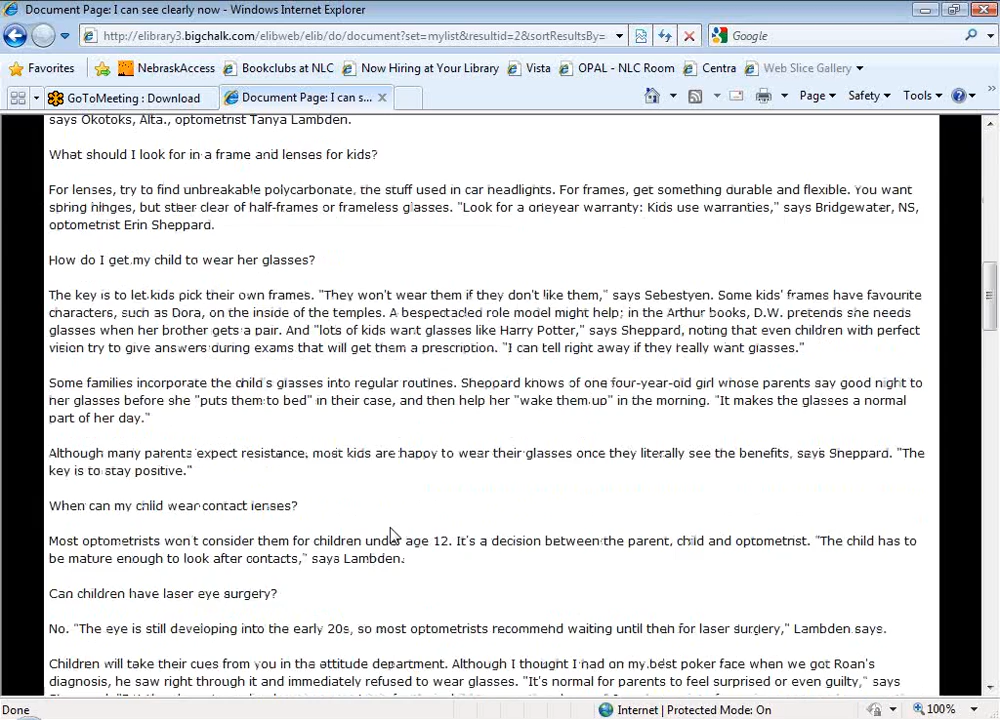 Document Page: I can see clearly now - Windows Internet Explorer
http://elibrary3.bigchalk.com/elibweb/elib/do/document?set=mylist&resultid=2&sortResultsBy=
Google
Favorites NebraskAccess Bookclubs at NLC Now Hiring at Your Library Vista OPAL - NLC Room Centra Web Slice Gallery
GoToMeeting : Download Document Page: I can s... Page Safety Tools
says Okotoks, Alta., optometrist Tanya Lambden.
What should I look for in a frame and lenses for kids?
For lenses, try to find unbreakable polycarbonate, the stuff used in car headlights. For frames, get something durable and flexible. You want
spring hinges, but steer clear of half-frames or frameless glasses. "Look for a oneyear warranty: Kids use warranties," says Bridgewater, NS,
optometrist Erin Sheppard.
How do I get my child to wear her glasses?
The key is to let kids pick their own frames. "They won't wear them if they don't like them," says Sebestyen. Some kids' frames have favourite
characters, such as Dora, on the inside of the temples. A bespectacled role model might help; in the Arthur books, D.W. pretends she needs
glasses when her brother gets a pair. And "lots of kids want glasses like Harry Potter," says Sheppard, noting that even children with perfect
vision try to give answers during exams that will get them a prescription. "I can tell right away if they really want glasses."
Some families incorporate the child's glasses into regular routines. Sheppard knows of one four-year-old girl whose parents say good night to
her glasses before she "puts them to bed" in their case, and then help her "wake them up" in the morning. "It makes the glasses a normal
part of her day."
Although many parents expect resistance, most kids are happy to wear their glasses once they literally see the benefits, says Sheppard. "The
key is to stay positive."
When can my child wear contact lenses?
Most optometrists won't consider them for children under age 12. It's a decision between the parent, child and optometrist. "The child has to
be mature enough to look after contacts," says Lambden.
Can children have laser eye surgery?
No. "The eye is still developing into the early 20s, so most optometrists recommend waiting until then for laser surgery," Lambden says.
Children will take their cues from you in the attitude department. Although I thought I had on my best poker face when we got Roan's
diagnosis, he saw right through it and immediately refused to wear glasses. "It's normal for parents to feel surprised or even guilty," says
Done Internet | Protected Mode: On 100%